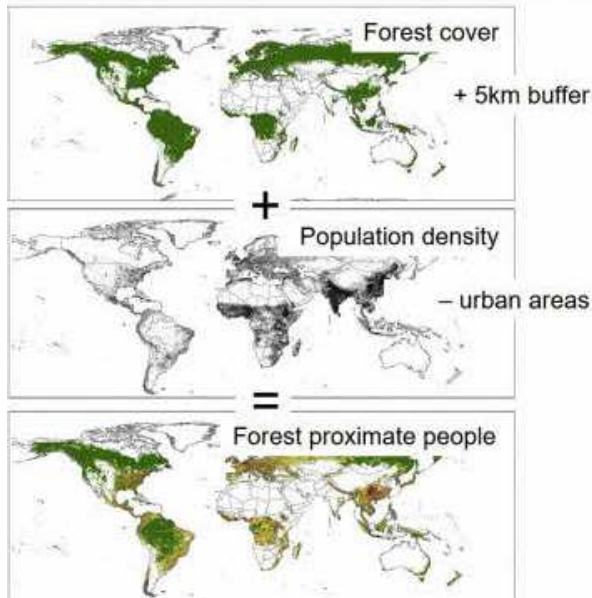 Forest cover
+ 5km buffer
+
Population density
– urban areas
=
Forest proximate people